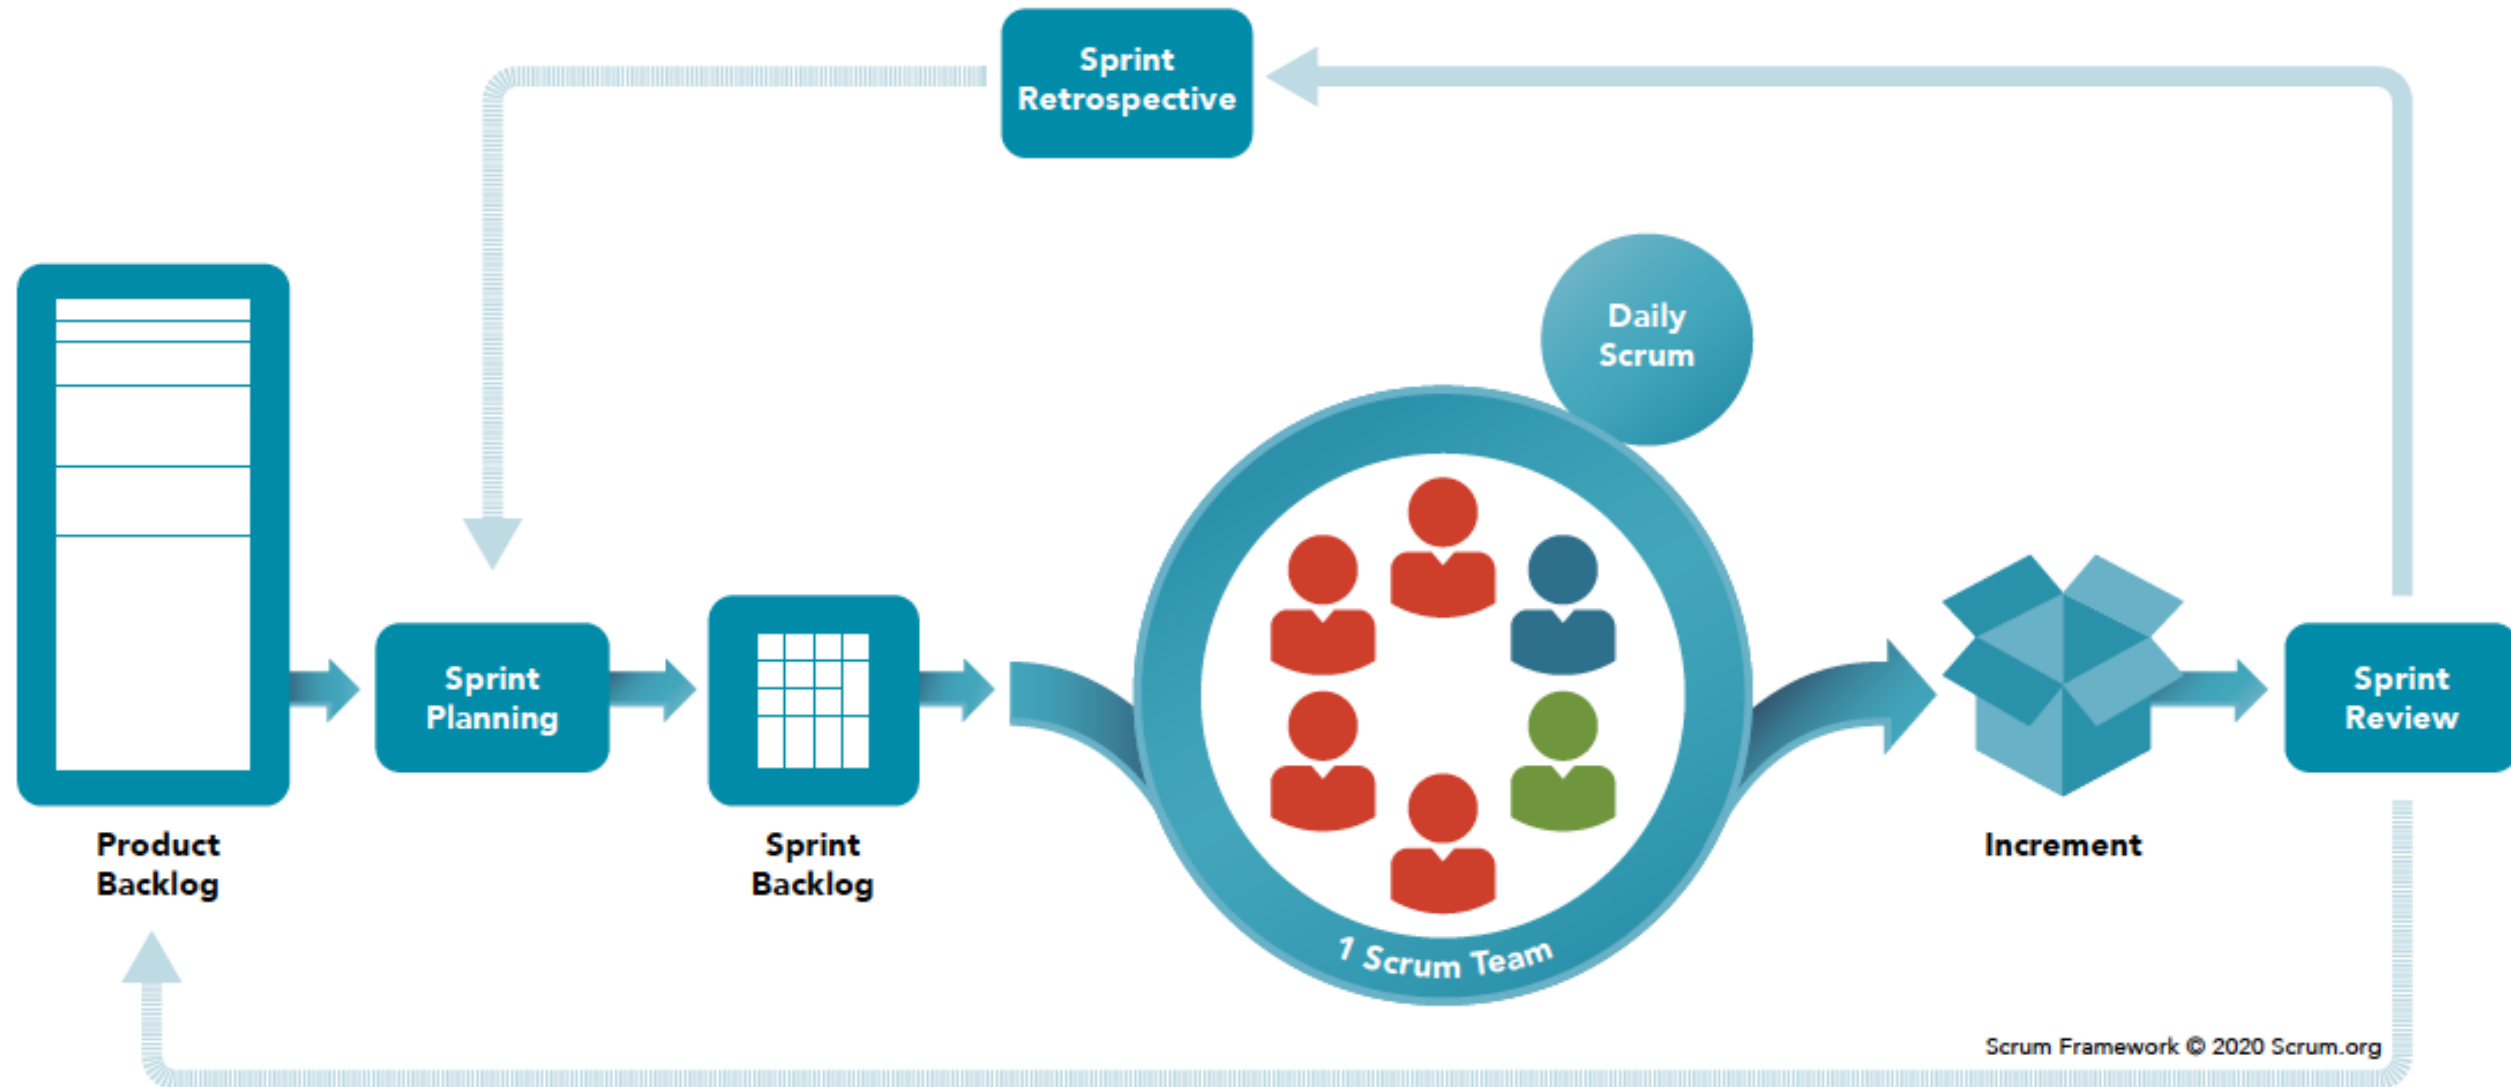 Sprint
Retrospective
Daily
Scrum
Sprint
Planning
Sprint
Review
Product
Backlog
Sprint
Backlog
Increment
1 Scrum Team
Scrum Framework © 2020 Scrum.org